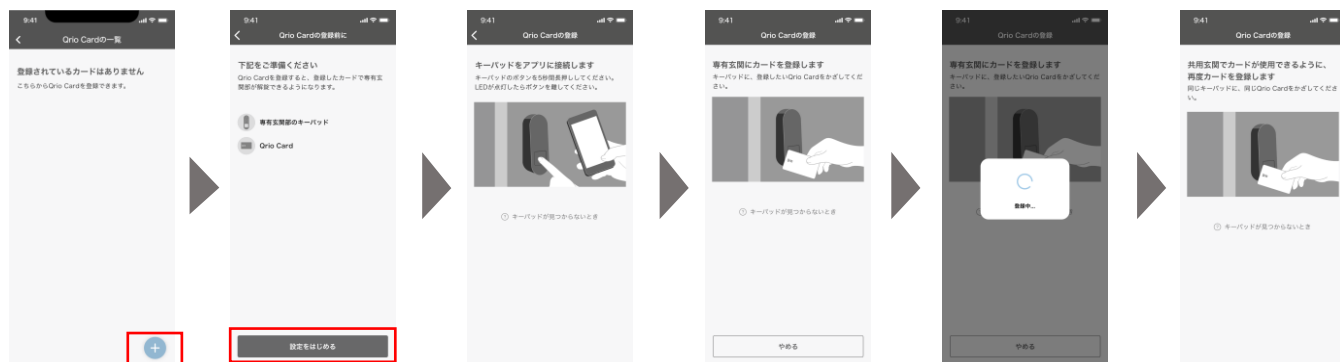 9:41
Qrio Cardの一覧
登録されているカードはありません
こちらからQrio Cardを登録できます。
9:41
Qrio Cardの登録前に
下記をご準備ください
Qrio Cardを登録すると、登録したカードで専有玄
関部が解錠できるようになります。
専有玄関部のキーパッド
Qrio Card
設定をはじめる
9:41
Qrio Cardの登録
キーパッドをアプリに接続します
キーパッドのボタンを5秒間長押ししてください。
LEDが点灯したらボタンを離してください。
キーパッドが見つからないとき
9:41
Qrio Cardの登録
専有玄関にカードを登録します
キーパッドに、登録したいQrio Cardをかざしてくだ
さい。
キーパッドが見つからないとき
やめる
9:41
Qrio Cardの登録
専有玄関にカードを登録します
キーパッドに、登録したいQrio Cardをかざしてくだ
さい。
登録中...
やめる
9:41
Qrio Cardの登録
共用玄関でカードが使用できるように、
再度カードを登録します
同じキーパッドに、同じQrio Cardをかざしてくださ
い。
キーパッドが見つからないとき